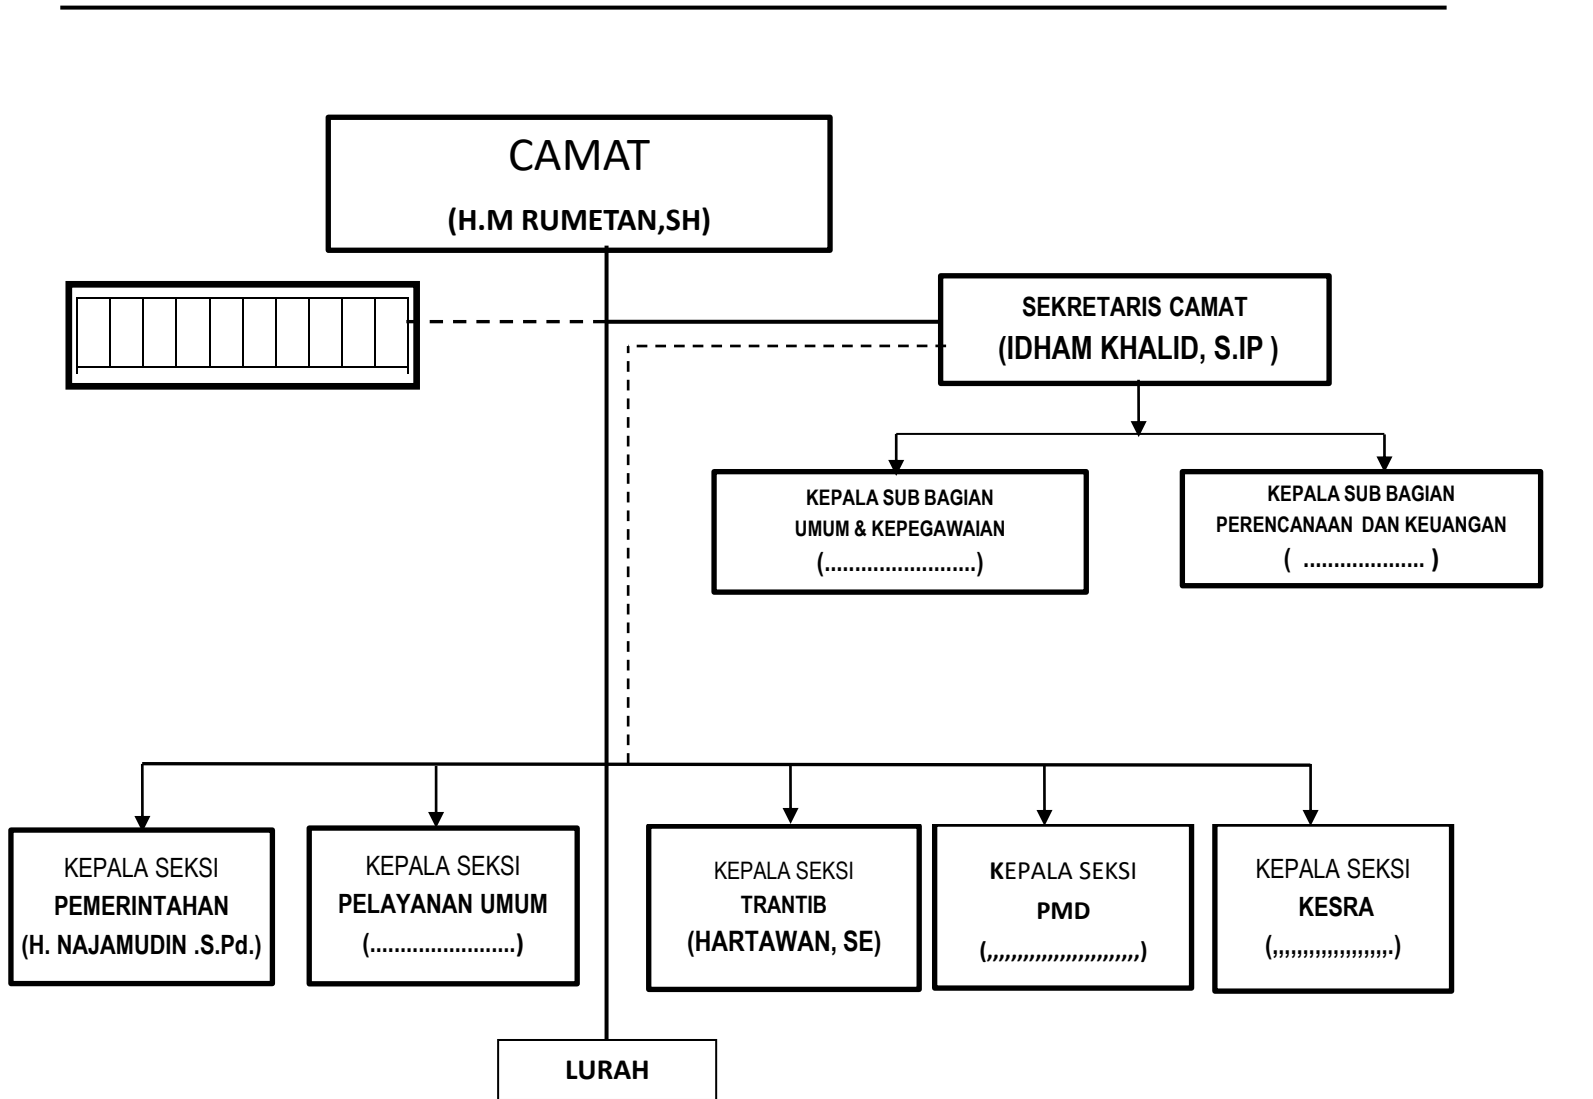 CAMAT
(H.M RUMETAN,SH)
SEKRETARIS CAMAT
(IDHAM KHALID, S.IP )
KEPALA SUB BAGIAN
UMUM & KEPEGAWAIAN
(.........................)
KEPALA SUB BAGIAN
PERENCANAAN DAN KEUANGAN
( .................... )
KEPALA SEKSI
PEMERINTAHAN
(H. NAJAMUDIN .S.Pd.)
KEPALA SEKSI
PELAYANAN UMUM
(........................)
KEPALA SEKSI
TRANTIB
(HARTAWAN, SE)
KEPALA SEKSI
PMD
(,,,,,,,,,,,,,,,,,,,,,,,,,,)
KEPALA SEKSI
KESRA
(,,,,,,,,,,,,,,,,,,,.)
LURAH